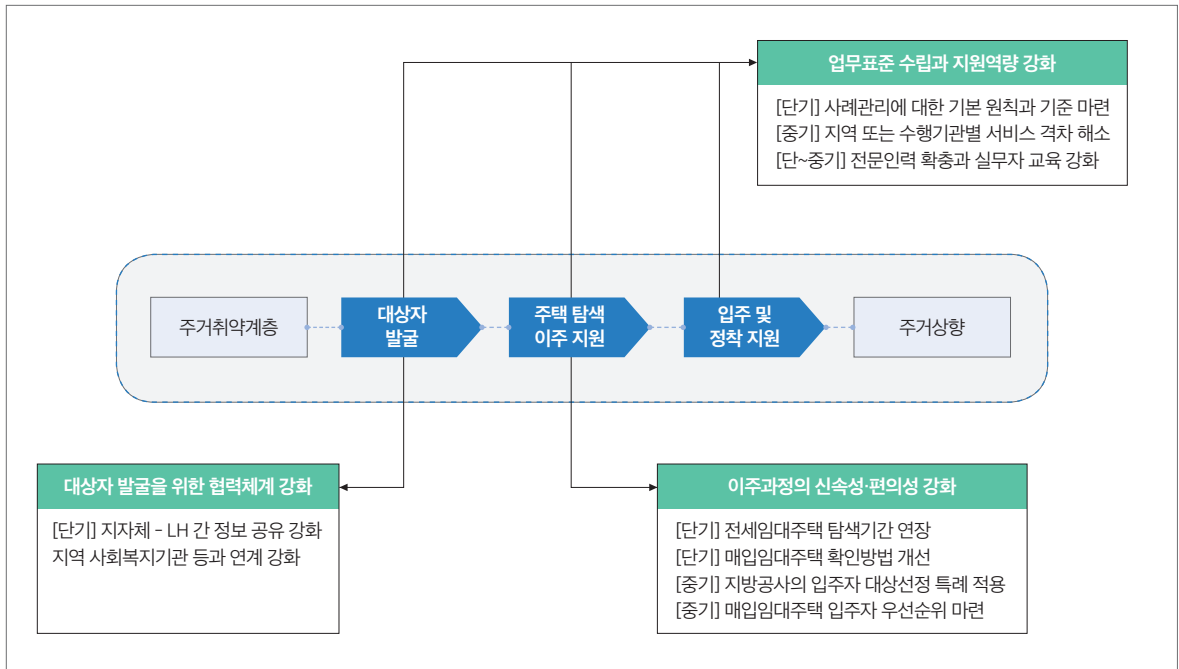 업무표준 수립과 지원역량 강화
[단기] 사례관리에 대한 기본 원칙과 기준 마련
[중기] 지역 또는 수행기관별 서비스 격차 해소
[단~중기] 전문인력 확충과 실무자 교육 강화
주거취약계층
대상자
발굴
주택 탐색
이주 지원
입주 및
정착 지원
주거상향
대상자 발굴을 위한 협력체계 강화
[단기] 지자체 - LH 간 정보 공유 강화
지역 사회복지기관 등과 연계 강화
이주과정의 신속성·편의성 강화
[단기] 전세임대주택 탐색기간 연장
[단기] 매입임대주택 확인방법 개선
[중기] 지방공사의 입주자 대상선정 특례 적용
[중기] 매입임대주택 입주자 우선순위 마련